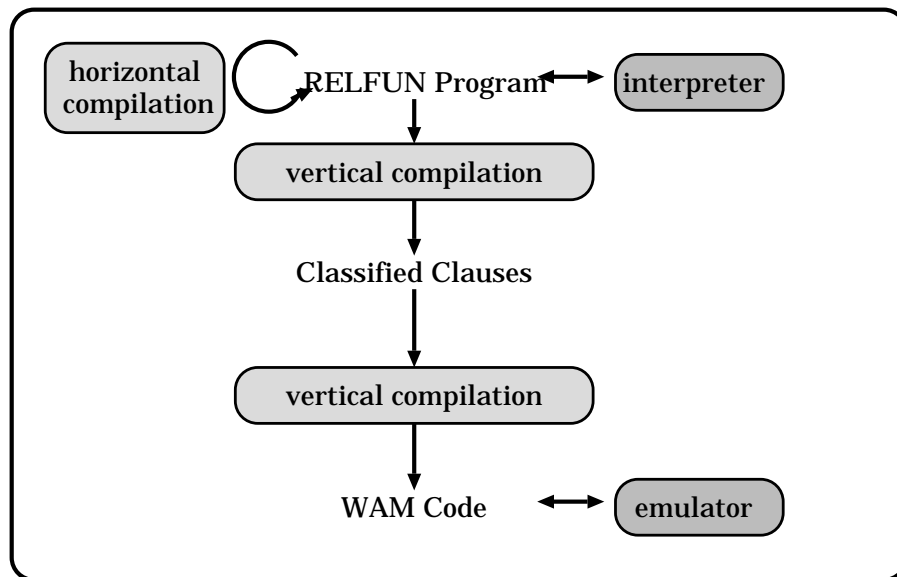 horizontal
compilation
RELFUN Program
interpreter
vertical compilation
Classified Clauses
vertical compilation
WAM Code
emulator